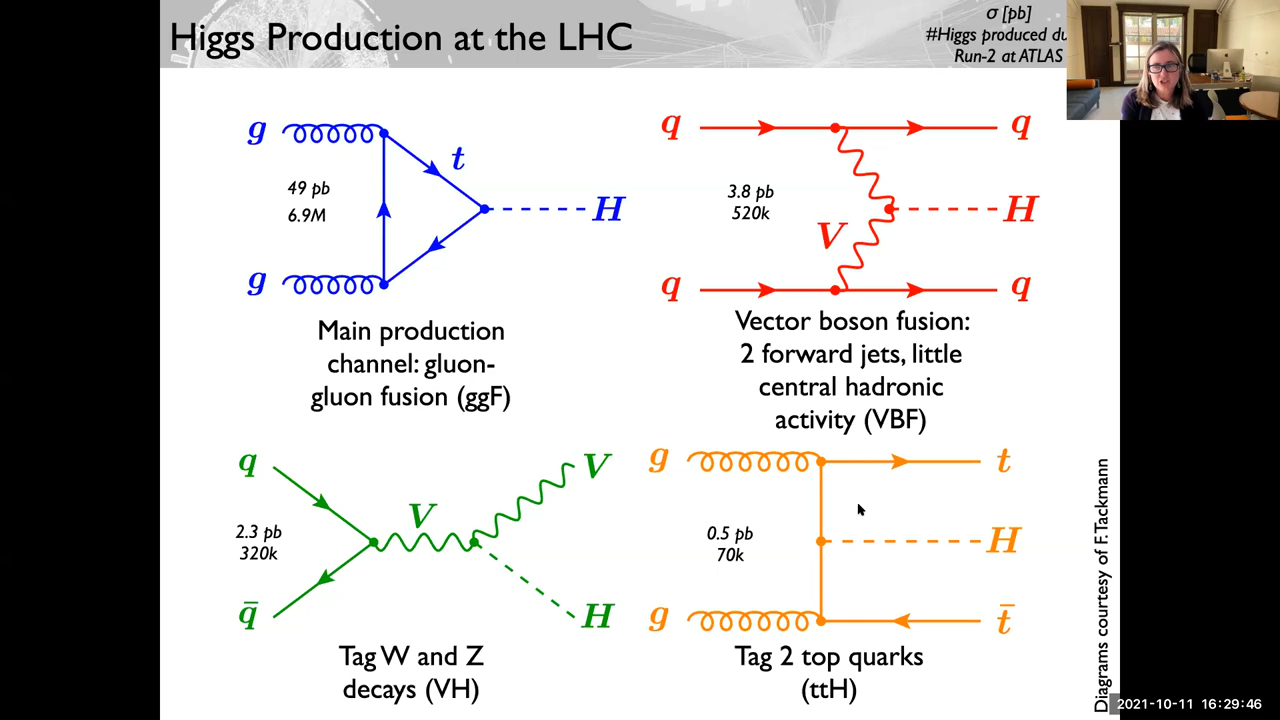 Higgs Production at the LHC
σ [pb]
#Higgs produced du
Run-2 at ATLAS
g
t
49 pb
6.9M
H
g
q
q
3.8 pb
520k
H
V
q
q
Main production
channel: gluon-
gluon fusion (ggF)
Vector boson fusion:
2 forward jets, little
central hadronic
activity (VBF)
q
V
V
2.3 pb
320k
q̄
H
g
t
0.5 pb
70k
H
g
t̄
Tag W and Z
decays (VH)
Tag 2 top quarks
(ttH)
Diagrams courtesy of F. Tackmann
2021-10-11 16:29:46